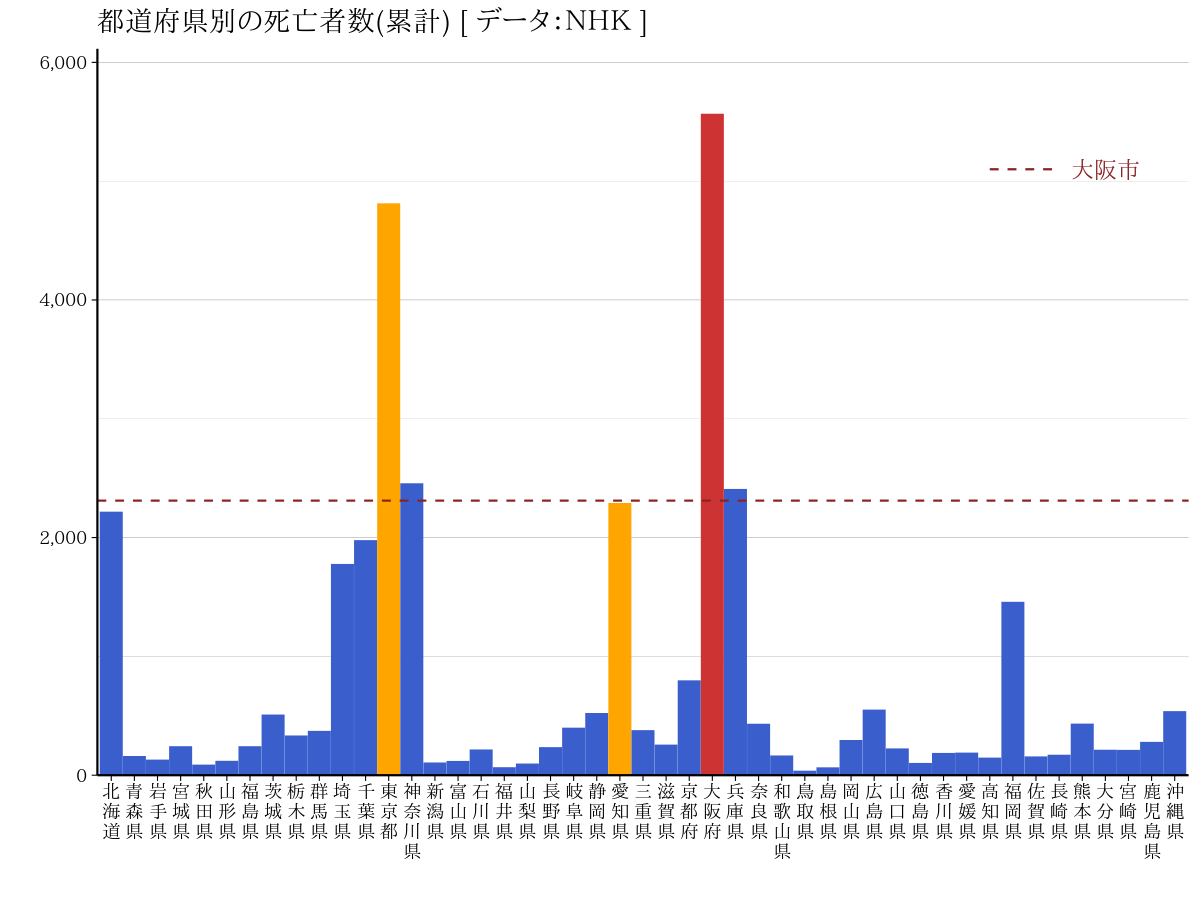 都道府県別の死亡者数(累計) [ データ:NHK ]
6,000
4,000
2,000
0
大阪市
北海道
青森県
岩手県
宮城県
秋田県
山形県
福島県
茨城県
栃木県
群馬県
埼玉県
千葉県
東京都
神奈川県
新潟県
富山県
石川県
福井県
山梨県
長野県
岐阜県
静岡県
愛知県
三重県
滋賀県
京都府
大阪府
兵庫県
奈良県
和歌山県
鳥取県
島根県
岡山県
広島県
山口県
徳島県
香川県
愛媛県
高知県
福岡県
佐賀県
長崎県
熊本県
大分県
宮崎県
鹿児島県
沖縄県